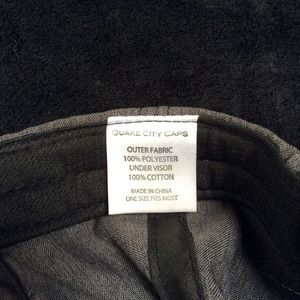 QUAKE CITY CAPS
OUTER FABRIC
100% POLYESTER
UNDER VISOR
100% COTTON
MADE IN CHINA
ONE SIZE FITS MOST